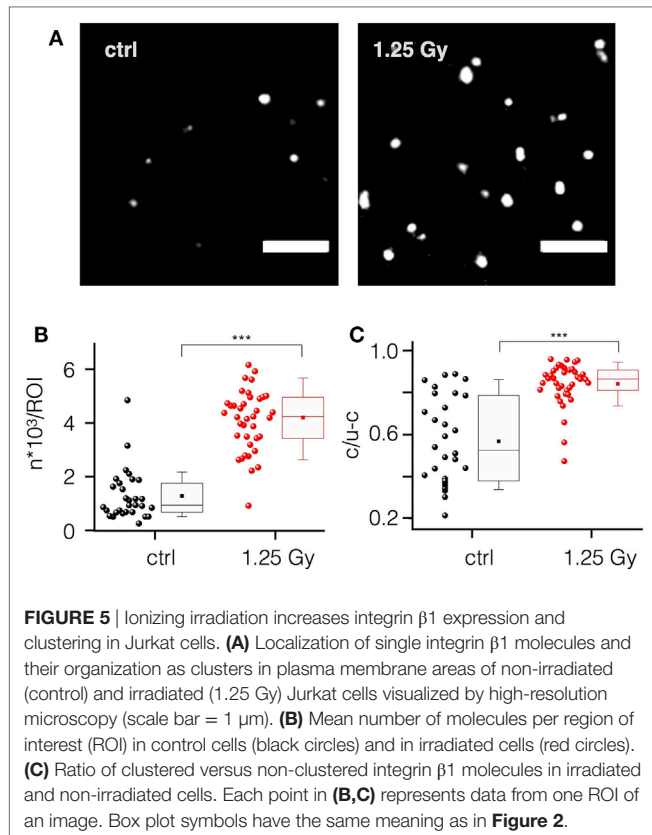 A
ctrl
1.25 Gy
B
***
6
4
2
0
n*10³/ROI
ctrl
1.25 Gy
C
***
1.0
0.6
0.2
c/u-c
ctrl
1.25 Gy
FIGURE 5 | Ionizing irradiation increases integrin β1 expression and
clustering in Jurkat cells. (A) Localization of single integrin β1 molecules and
their organization as clusters in plasma membrane areas of non-irradiated
(control) and irradiated (1.25 Gy) Jurkat cells visualized by high-resolution
microscopy (scale bar = 1 μm). (B) Mean number of molecules per region of
interest (ROI) in control cells (black circles) and in irradiated cells (red circles).
(C) Ratio of clustered versus non-clustered integrin β1 molecules in irradiated
and non-irradiated cells. Each point in (B,C) represents data from one ROI of
an image. Box plot symbols have the same meaning as in Figure 2.